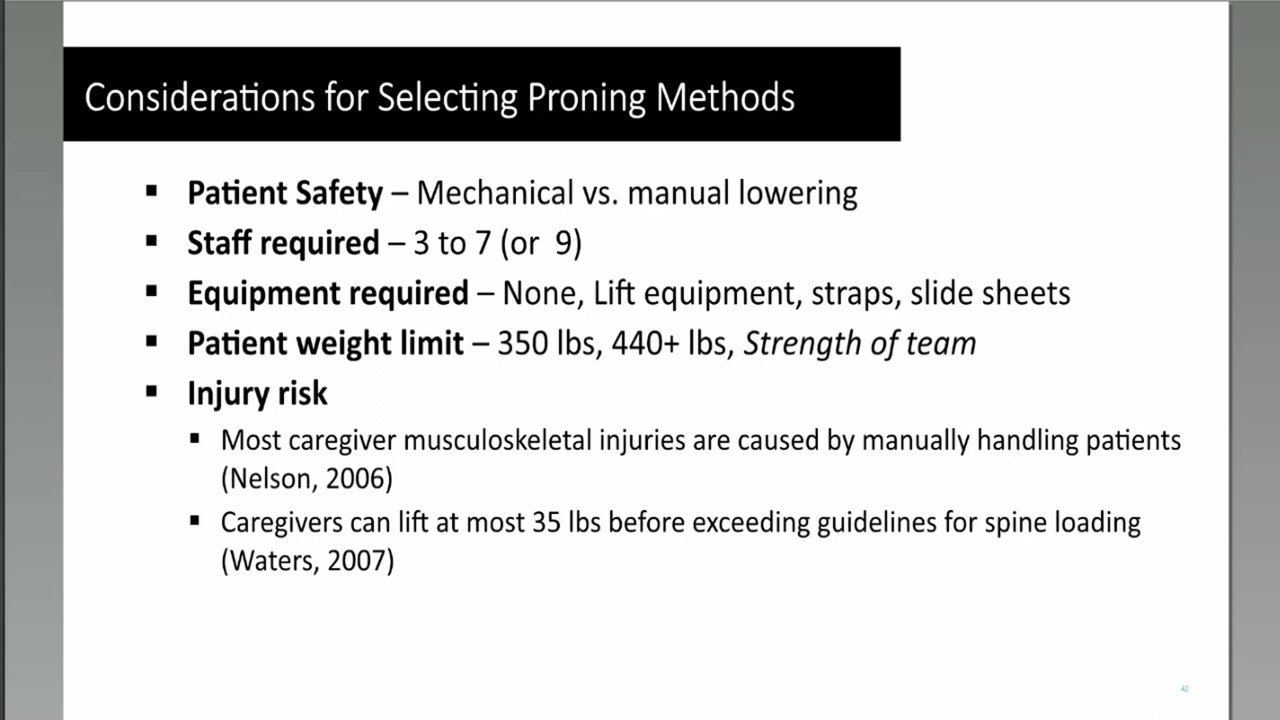 Considerations for Selecting Proning Methods
▪ Patient Safety – Mechanical vs. manual lowering
▪ Staff required – 3 to 7 (or  9)
▪ Equipment required – None, Lift equipment, straps, slide sheets
▪ Patient weight limit – 350 lbs, 440+ lbs, Strength of team
▪ Injury risk
▪ Most caregiver musculoskeletal injuries are caused by manually handling patients
(Nelson, 2006)
▪ Caregivers can lift at most 35 lbs before exceeding guidelines for spine loading
(Waters, 2007)